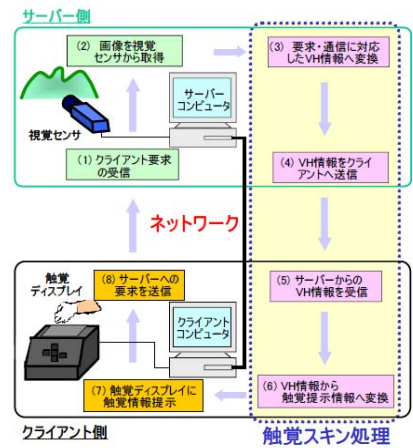 サーバー側
(2) 画像を視覚
センサから取得
(3) 要求・通信に対応
したVH情報へ変換
サーバー
コンピュータ
視覚センサ
(1) クライアント要求
の受信
(4) VH情報をクライ
アントへ送信
ネットワーク
触覚
ディスプレイ
(8) サーバーへの
要求を送信
(5) サーバーからの
VH情報を受信
クライアント
コンピュータ
(7) 触覚ディスプレイに
触覚情報提示
(6) VH情報から
触覚提示情報へ変換
クライアント側
触覚スキン処理